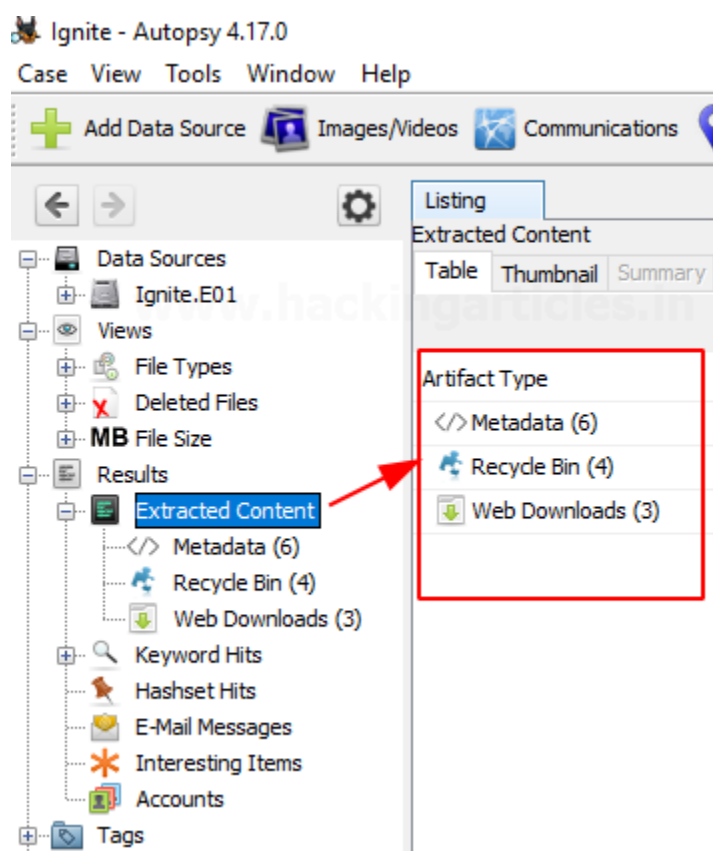 Ignite - Autopsy 4.17.0
Case View Tools Window Help
Add Data Source Images/Videos Communications
Listing
Extracted Content
Table Thumbnail Summary
Data Sources
Ignite.E01
www.hackingarticles.in
Views
File Types
Deleted Files
MB File Size
Results
Extracted Content
Metadata (6)
Recycle Bin (4)
Web Downloads (3)
Keyword Hits
Hashset Hits
E-Mail Messages
Interesting Items
Accounts
Tags
Artifact Type
Metadata (6)
Recycle Bin (4)
Web Downloads (3)